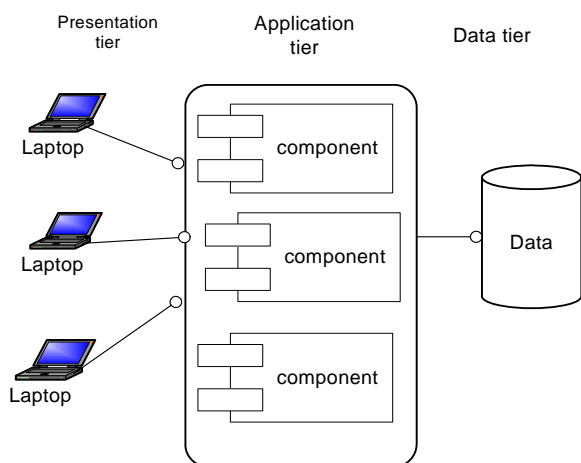 Presentation
tier
Application
tier
Data tier
Laptop
component
Laptop
component
Data
Laptop
component